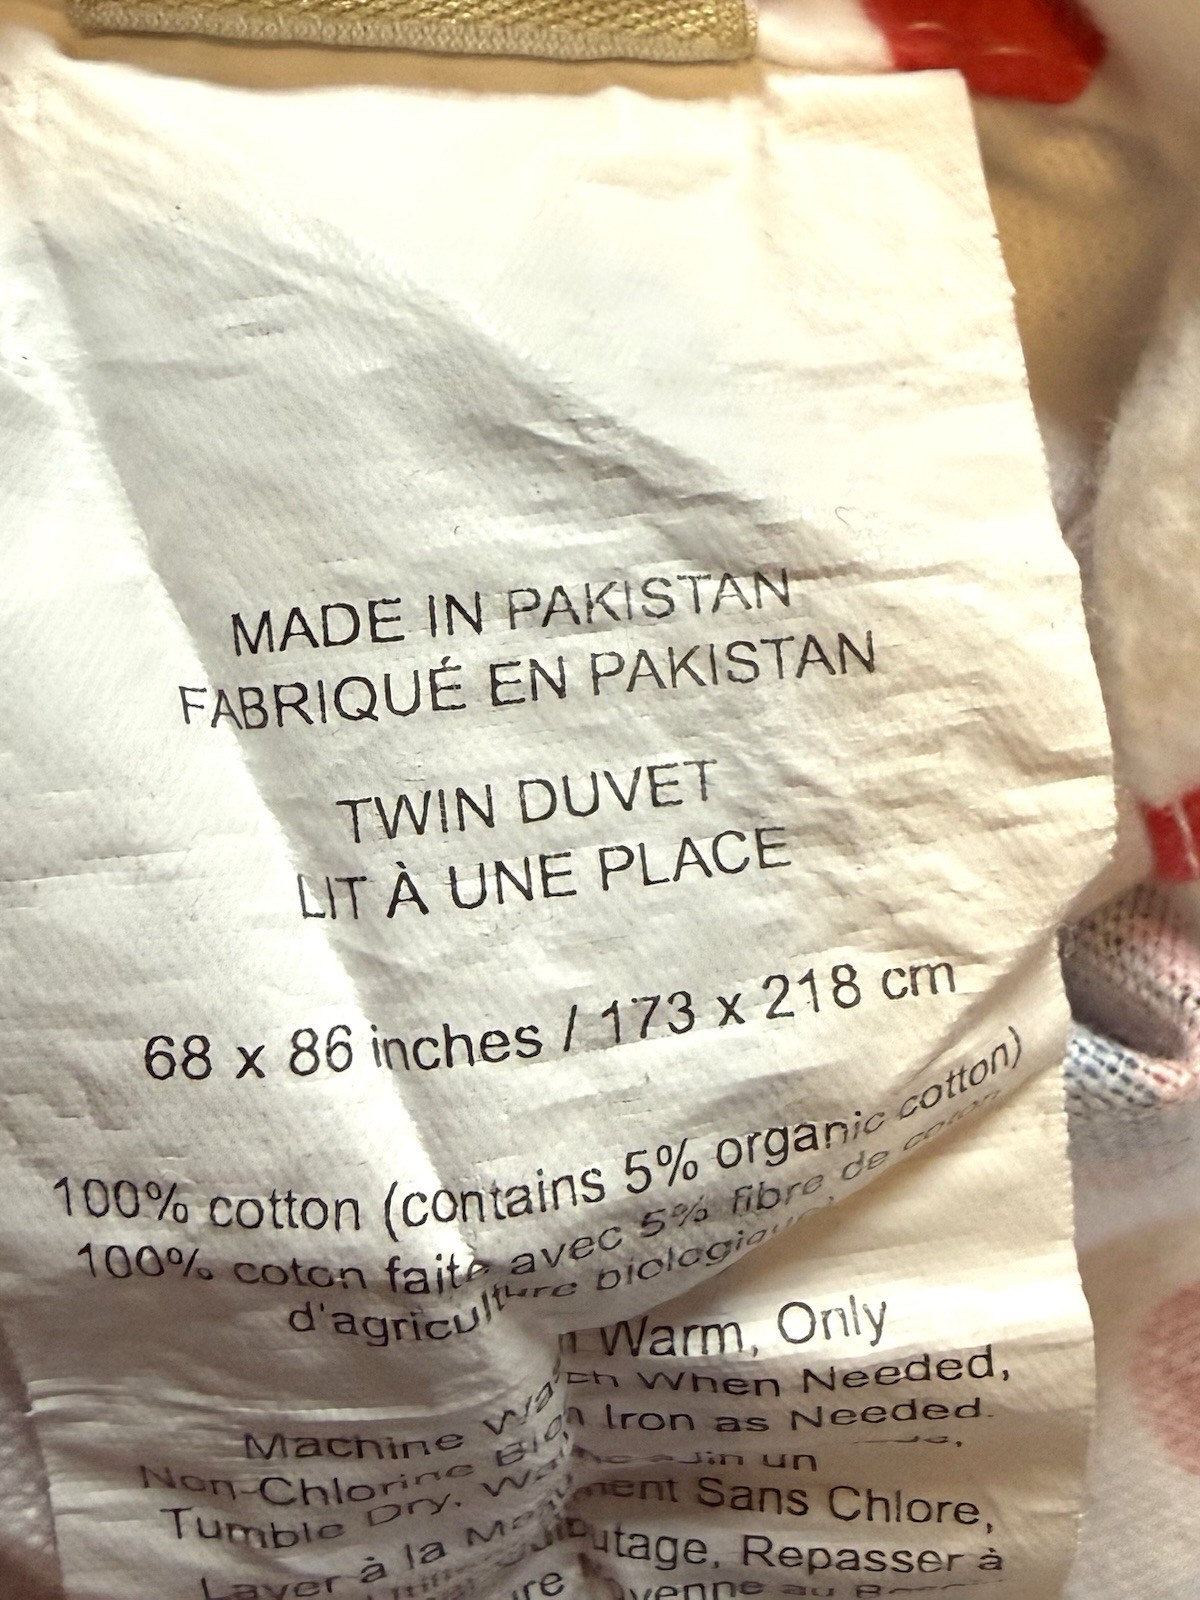 MADE IN PAKISTAN
FABRIQUÉ EN PAKISTAN
TWIN DUVET
LIT À UNE PLACE
68 x 86 inches / 173 x 218 cm
100% cotton (contains 5% organic cotton)
100% coton faite avec 5% fibre de coton
d'agriculture biologique
Machine Warm, Only
Non-Chlorine When Needed,
Tumble Dry, Iron as Needed.
Laver à la un
Sans Chlore,
Repasser à